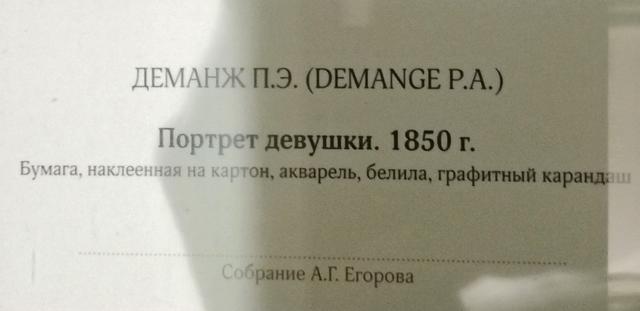 ДЕМАНЖ П.Э. (DEMANGE P.A.)
Портрет девушки. 1850 г.
Бумага, наклеенная на картон, акварель, белила, графитный карандаш
Собрание А.Г. Егорова